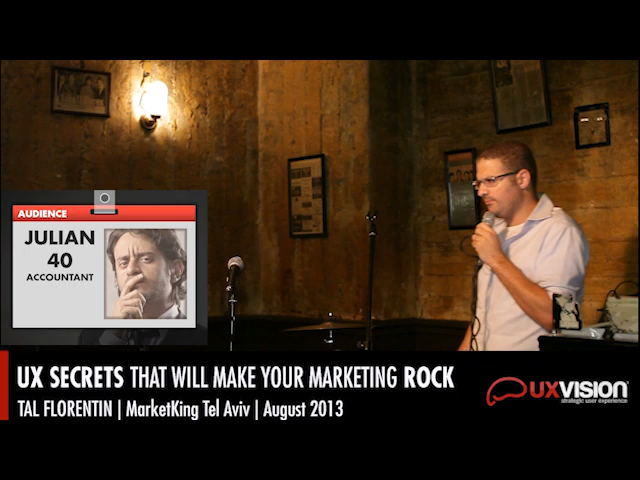 AUDIENCE
JULIAN
40
ACCOUNTANT
UX SECRETS THAT WILL MAKE YOUR MARKETING ROCK
TAL FLORENTIN | MarketKing Tel Aviv | August 2013
UXVISION®
strategic user experience